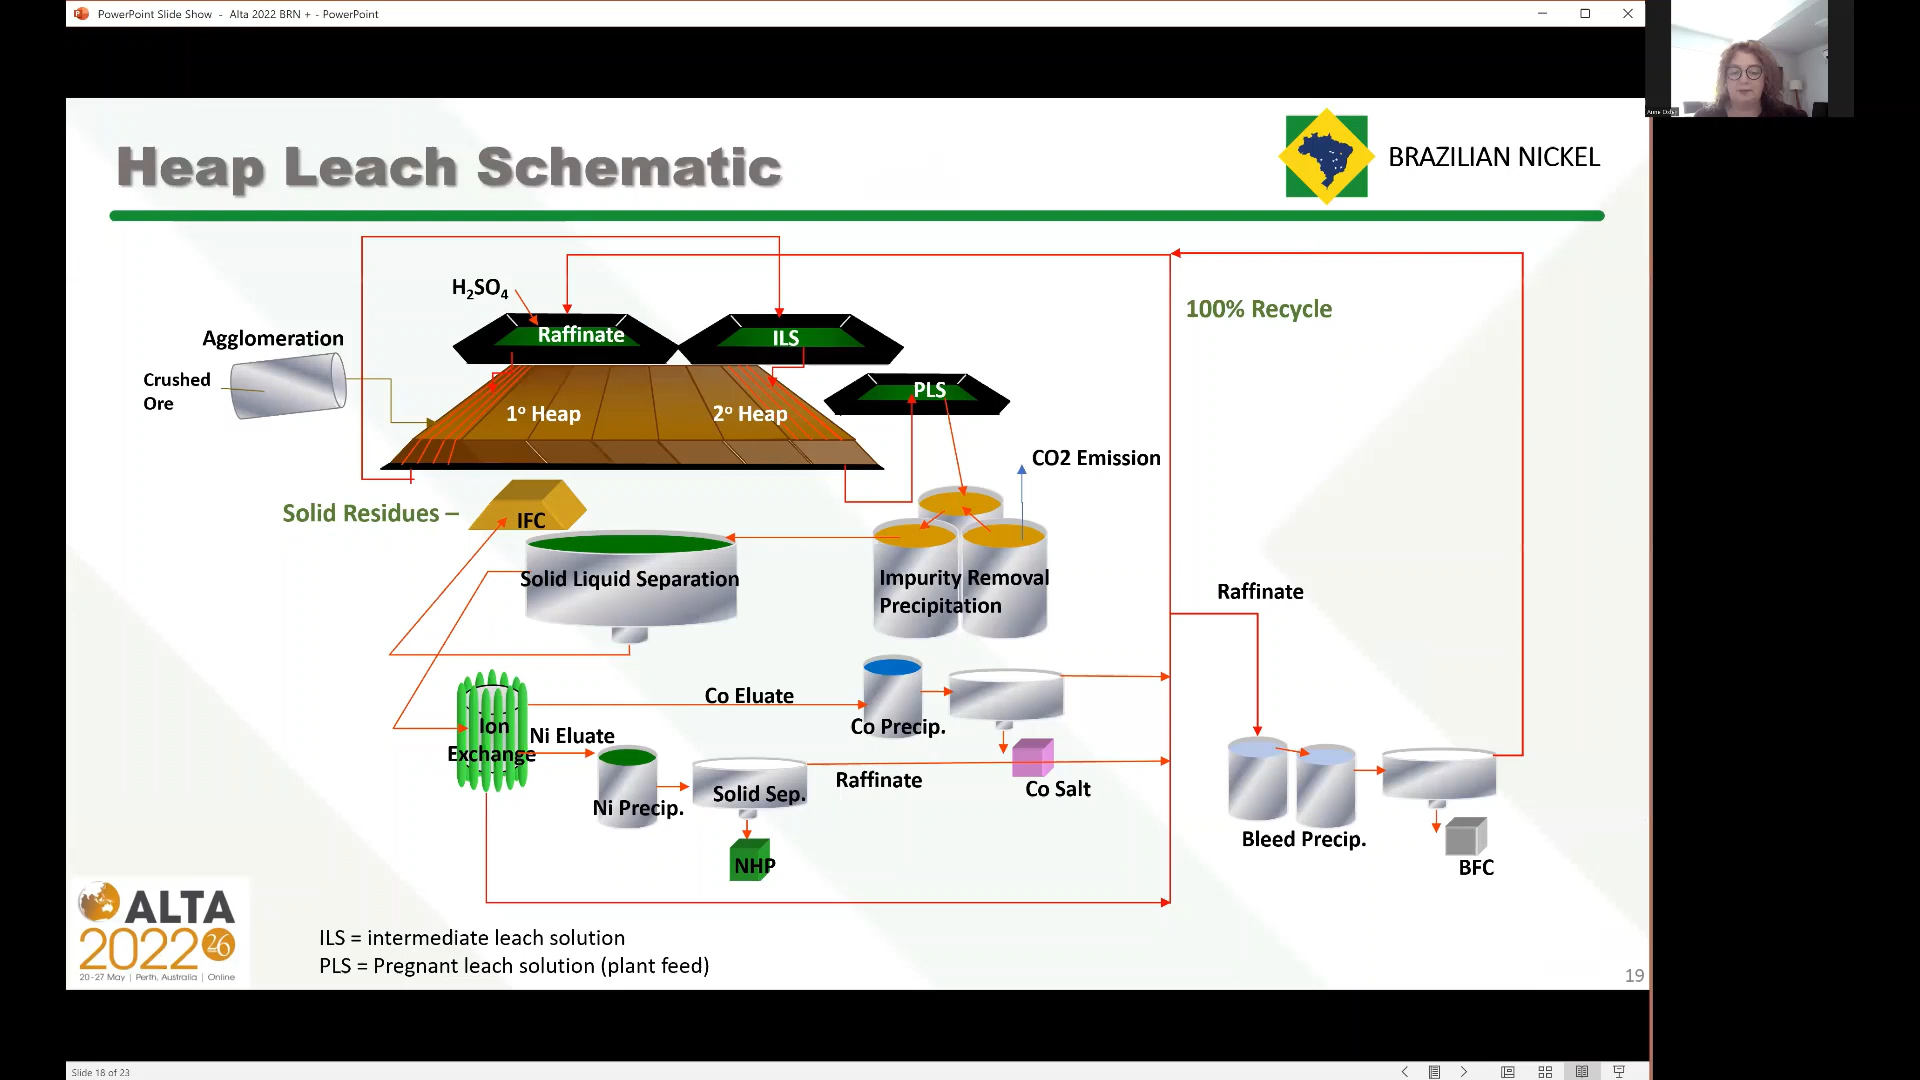 PowerPoint Slide Show - Alta 2022 BRN + - PowerPoint
Heap Leach Schematic
BRAZILIAN NICKEL
H2SO4
Raffinate
ILS
100% Recycle
Agglomeration
Crushed
Ore
PLS
1º Heap
2º Heap
CO2 Emission
Solid Residues –
IFC
Solid Liquid Separation
Impurity Removal
Precipitation
Raffinate
Co Eluate
Ion
Exchange
Ni Eluate
Co Precip.
Raffinate
Co Salt
Ni Precip.
Solid Sep.
Bleed Precip.
NHP
BFC
ALTA
2022 26
20-27 May | Perth, Australia | Online
ILS = intermediate leach solution
PLS = Pregnant leach solution (plant feed)
19
Slide 18 of 23